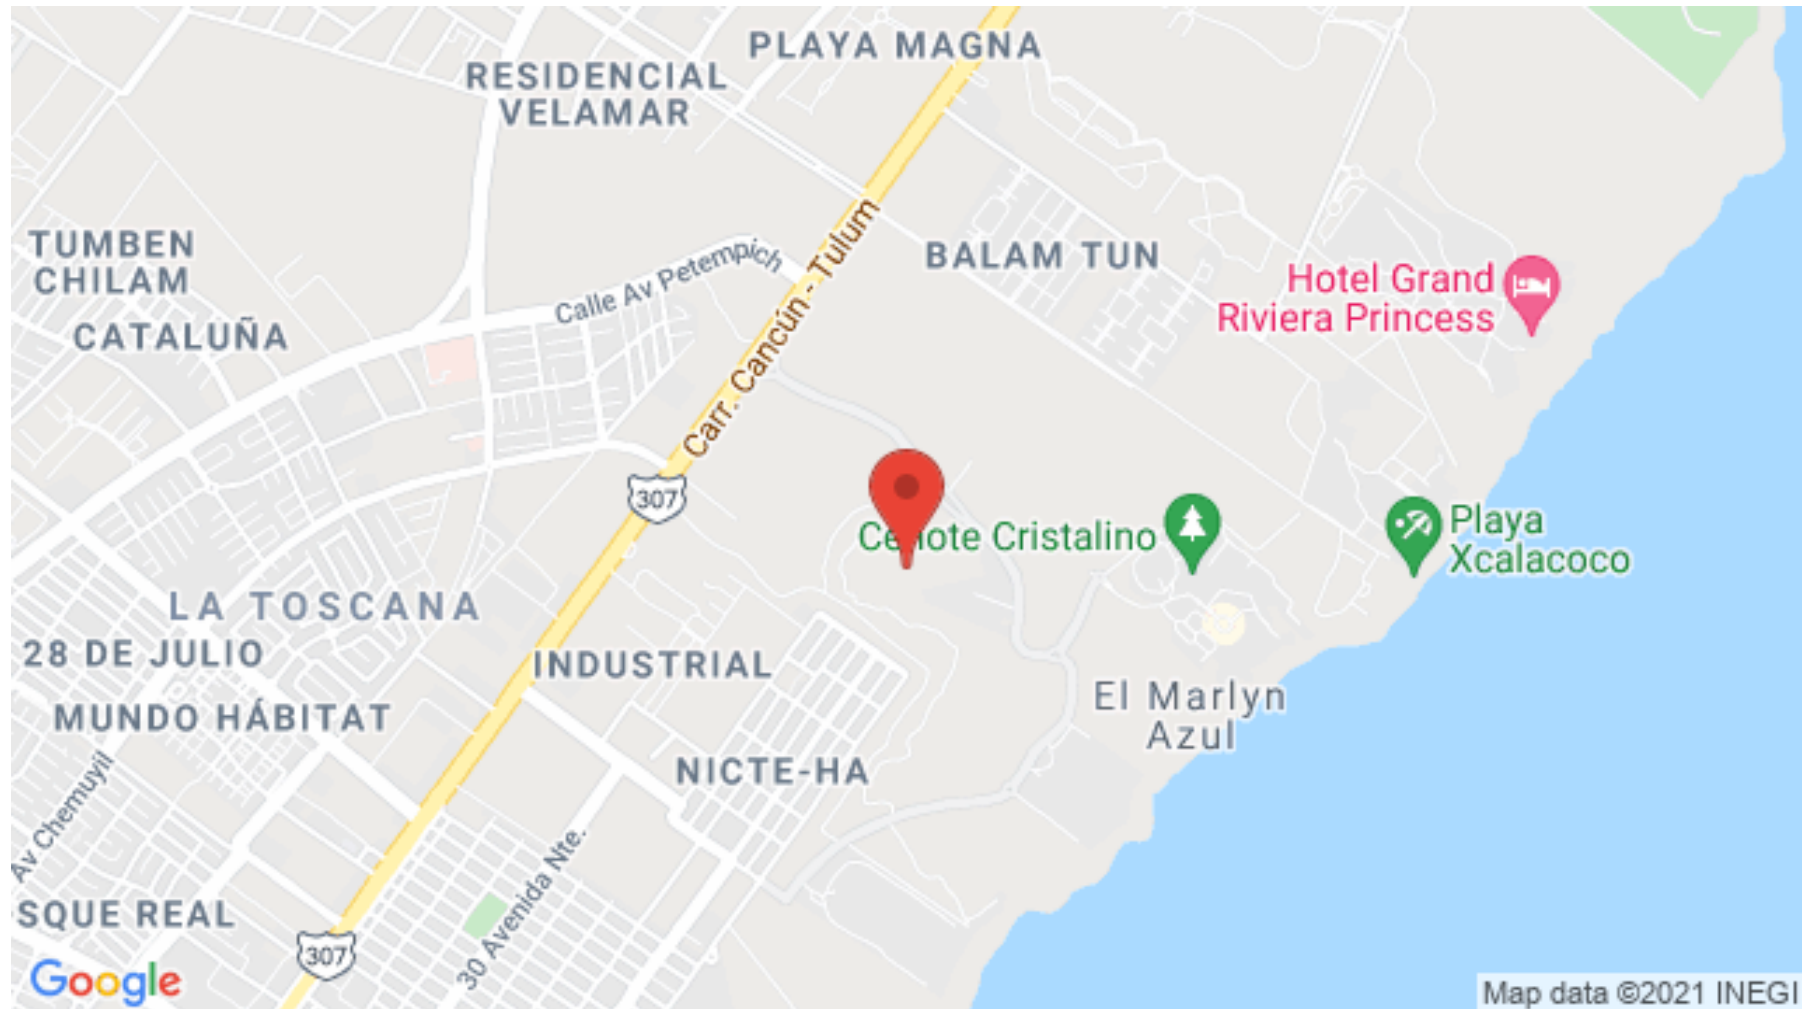 PLAYA MAGNA
RESIDENCIAL
VELAMAR
TUMBEN
CHILAM
CATALUÑA
Calle Av Petempich
Carr. Cancún - Tulum
BALAM TUN
Hotel Grand
Riviera Princess
307
Cenote Cristalino
Playa
Xcalacoco
LA TOSCANA
28 DE JULIO
INDUSTRIAL
MUNDO HÁBITAT
El Marlyn
Azul
NICTE-HA
Av Chemuyil
30 Avenida Nte.
SQUE REAL
307
Google
Map data ©2021 INEGI